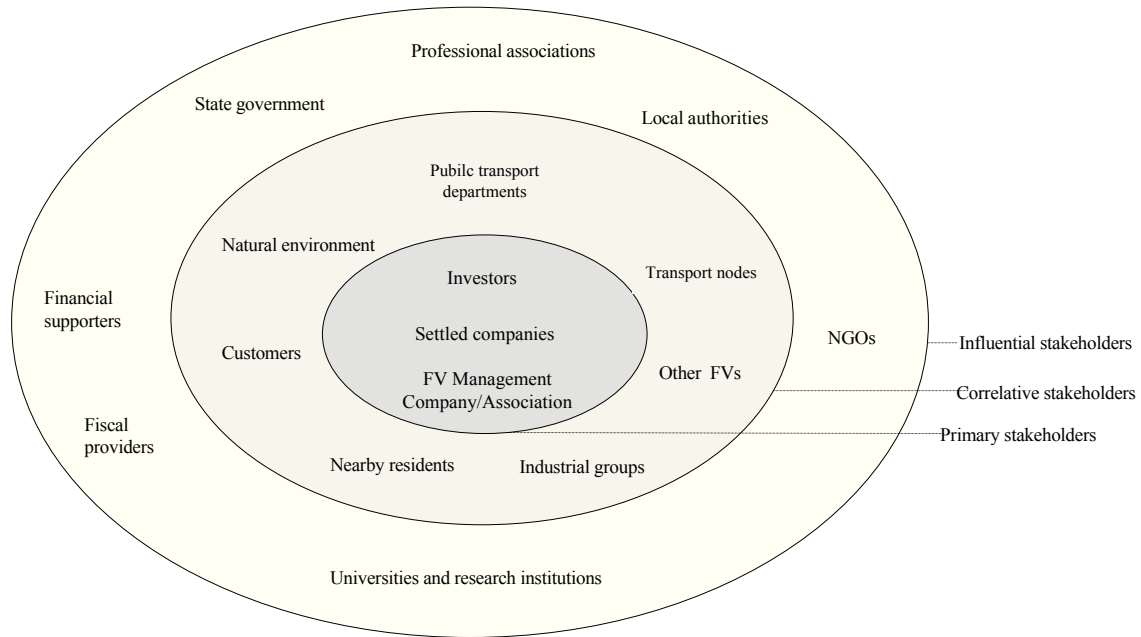 Professional associations
State government
Local authorities
Pubilc transport
departments
Natural environment
Investors
Transport nodes
Financial
supporters
Settled companies
NGOs
Influential stakeholders
Customers
Other FVs
FV Management
Company/Association
Correlative stakeholders
Fiscal
providers
Primary stakeholders
Nearby residents
Industrial groups
Universities and research institutions